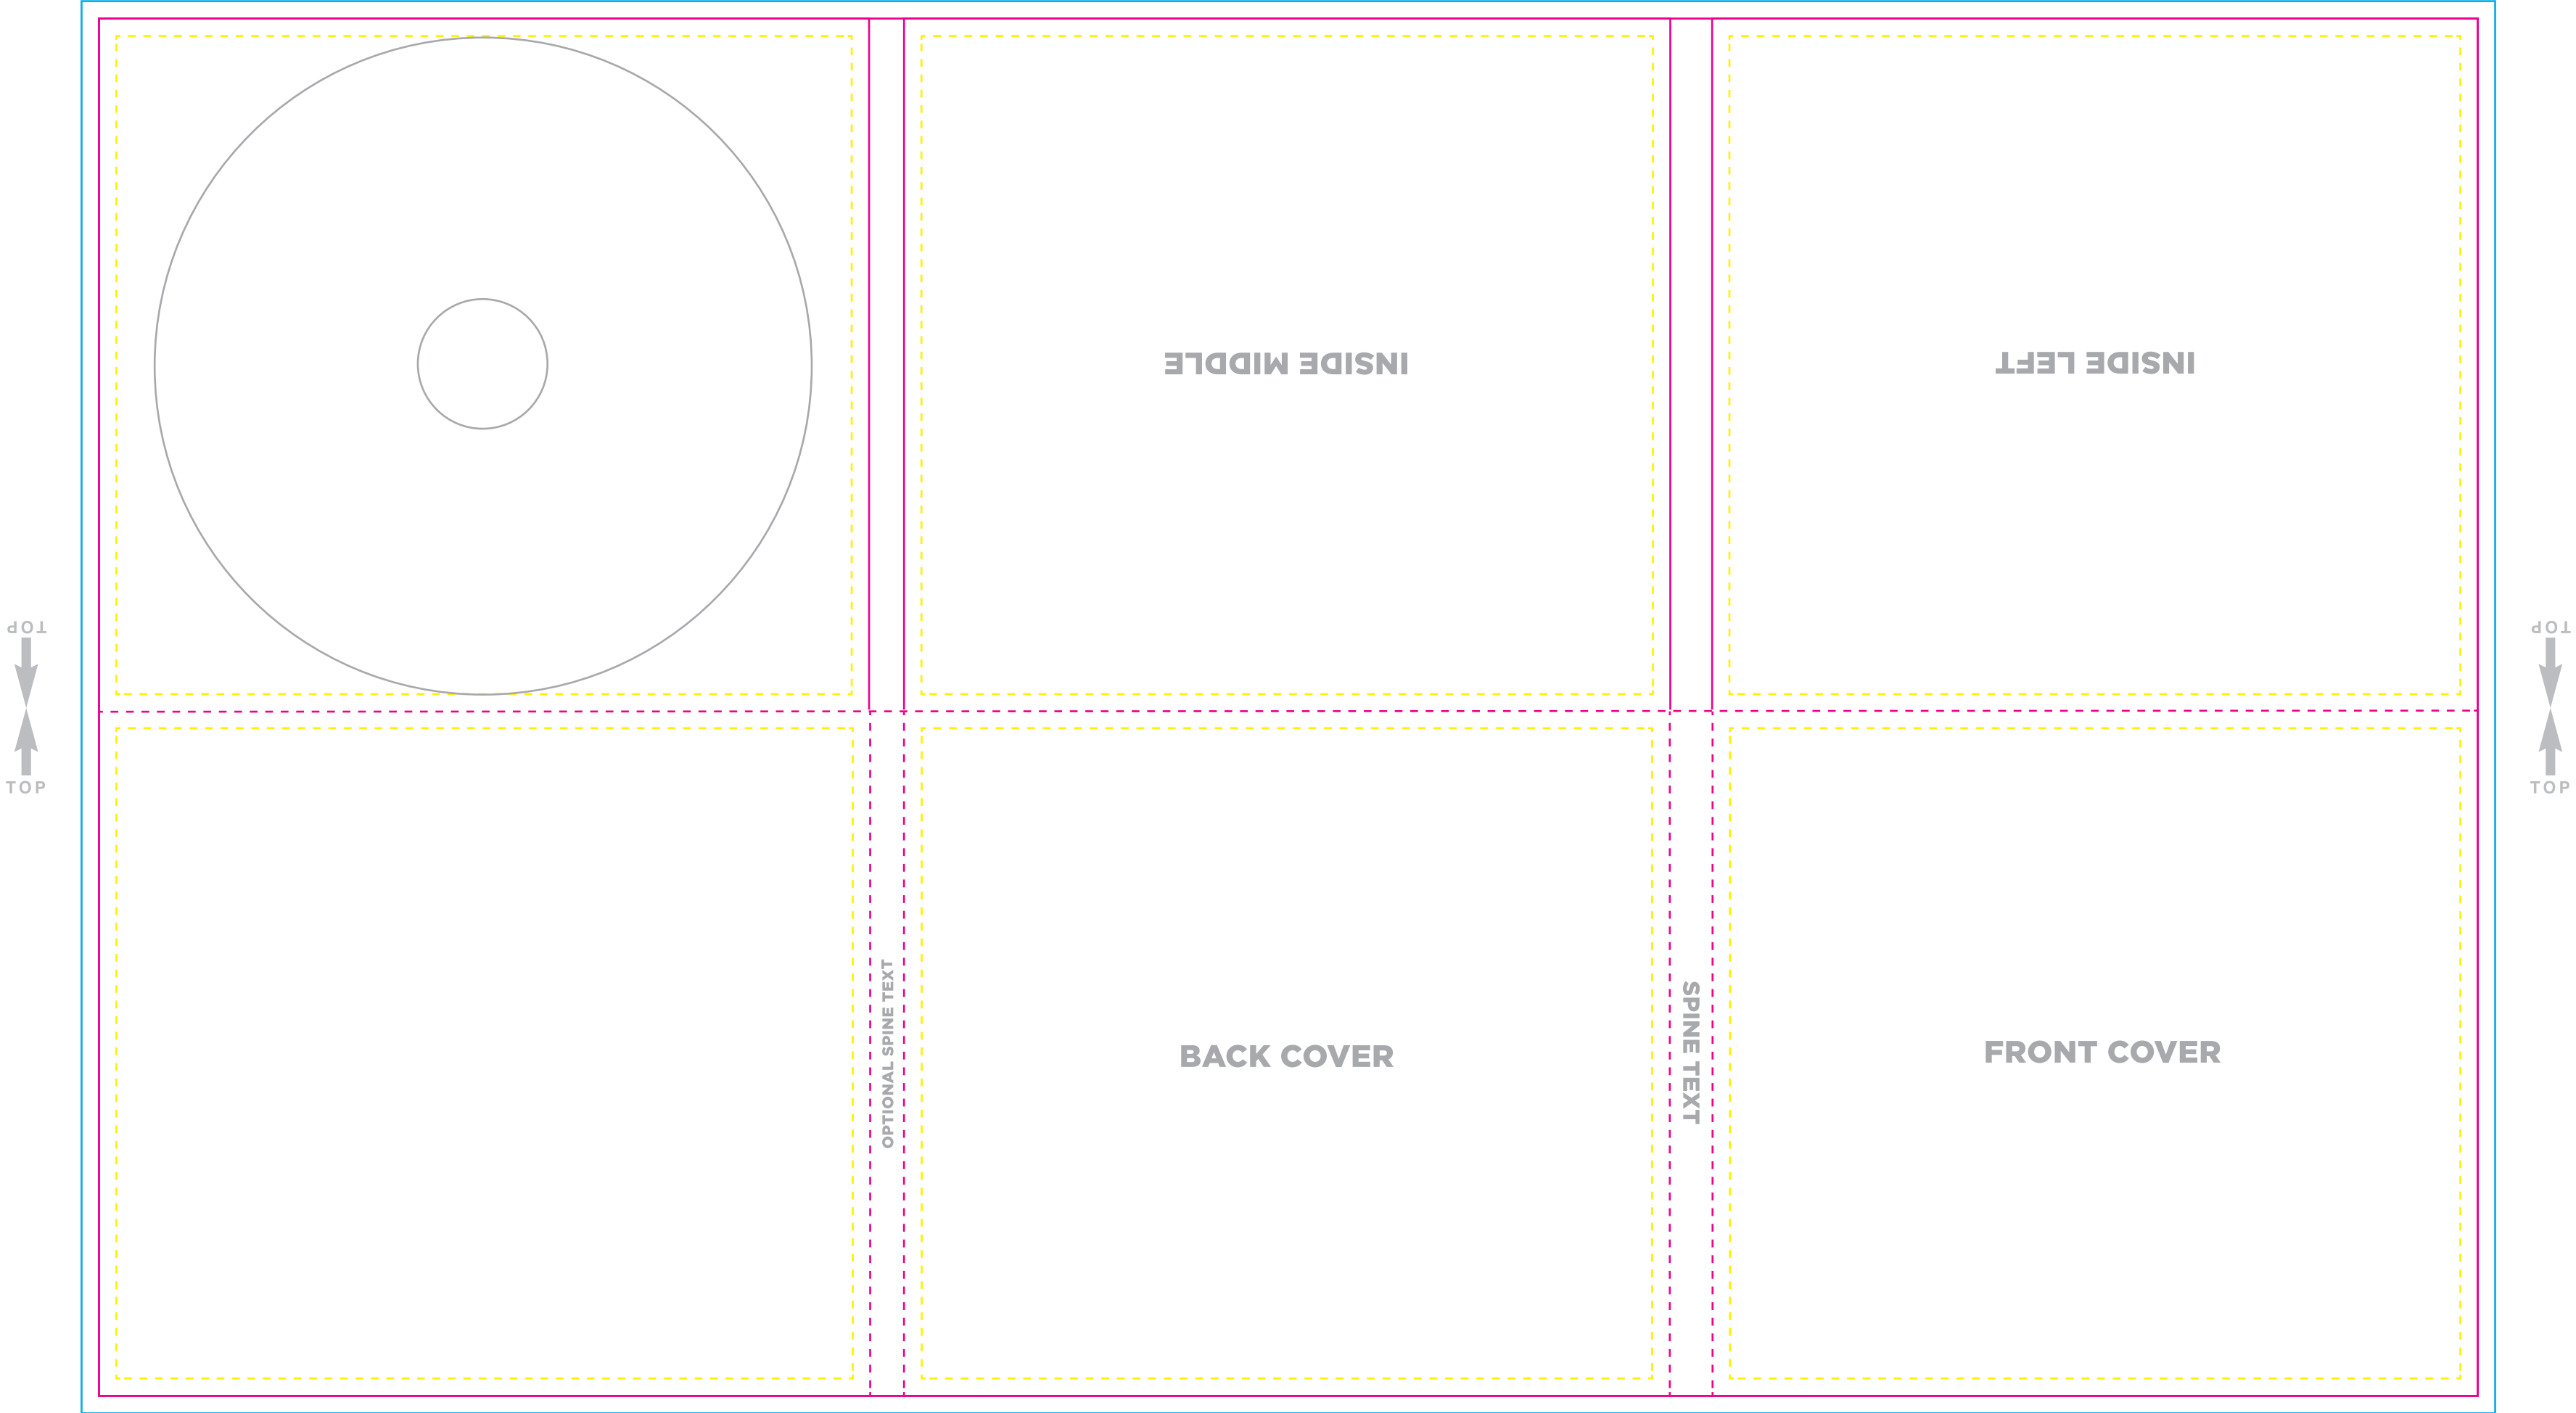 INSIDE MIDDLE
INSIDE LEFT
TOP
TOP
TOP
TOP
OPTIONAL SPINE TEXT
BACK COVER
SPINE TEXT
FRONT COVER